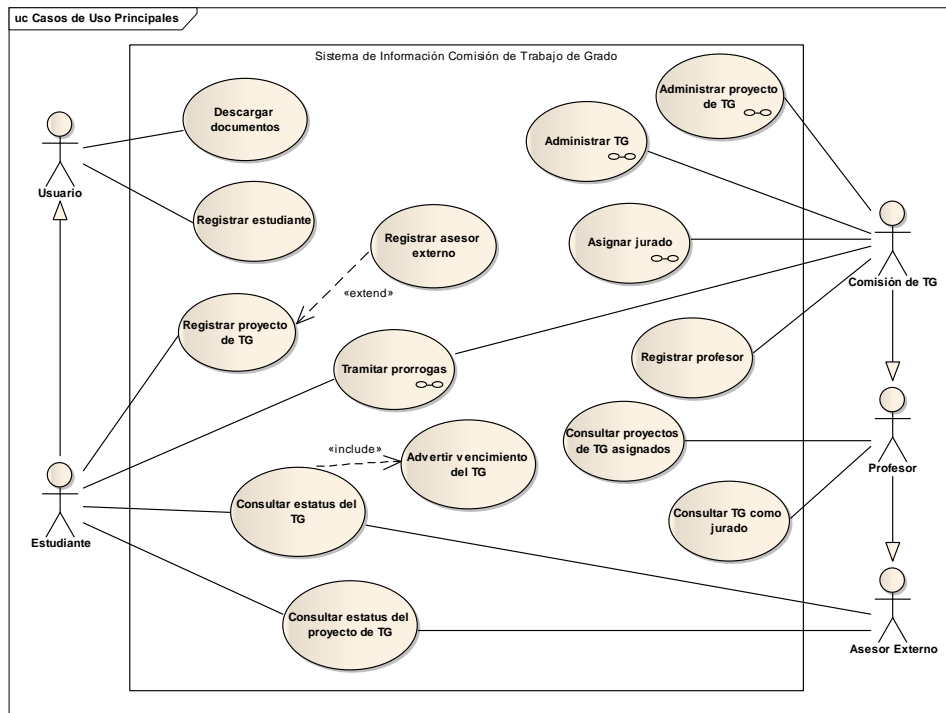 uc Casos de Uso Principales
Sistema de Información Comisión de Trabajo de Grado
Descargar
documentos
Administrar proyecto
de TG
Administrar TG
Usuario
Registrar estudiante
Registrar asesor
externo
Asignar jurado
Comisión de TG
«extend»
Registrar proyecto
de TG
Tramitar prorrogas
Registrar profesor
Consultar proyectos
de TG asignados
Profesor
«include»
Advertir vencimiento
del TG
Consultar estatus del
TG
Consultar TG como
jurado
Estudiante
Consultar estatus del
proyecto de TG
Asesor Externo